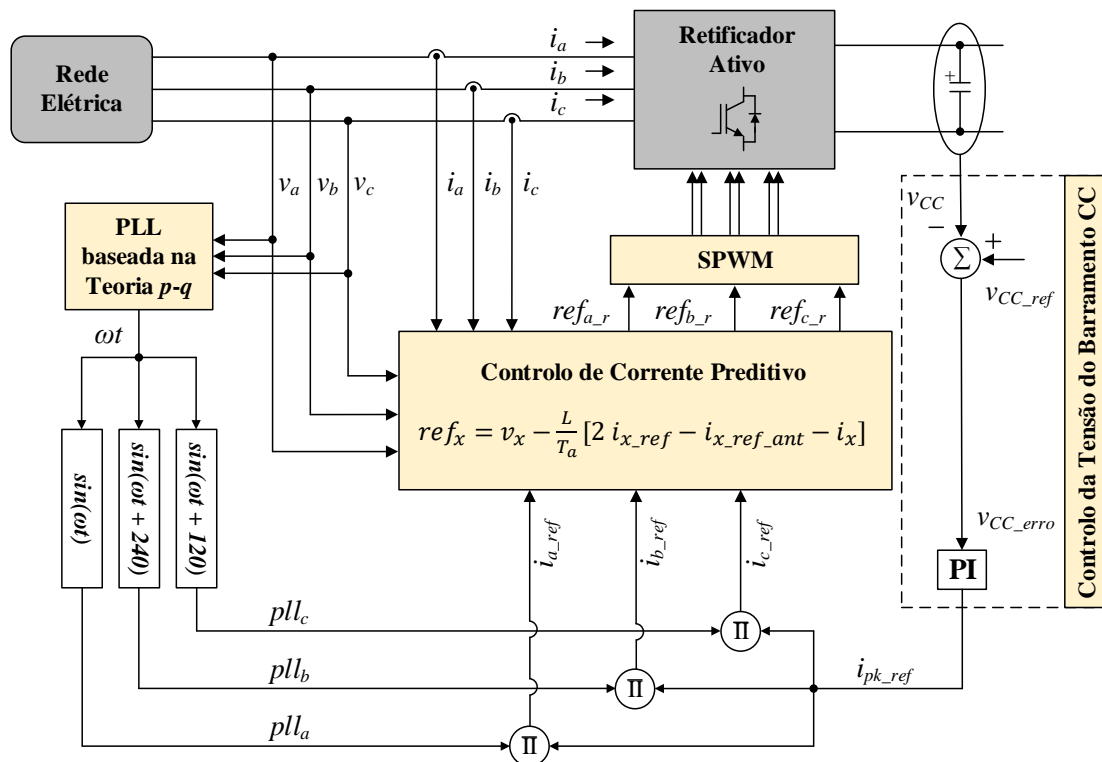 Rede
Elétrica
i_a
i_b
i_c
Retificador
Ativo
+
v_a
v_b
v_c
i_a
i_b
i_c
v_CC
−
+
Σ
v_CC_ref
PLL
baseada na
Teoria p-q
SPWM
ref_a_r
ref_b_r
ref_c_r
ωt
Controlo de Corrente Preditivo
ref_x = v_x − L/T_a [2 i_x_ref − i_x_ref_ant − i_x]
sin(ωt)
sin(ωt + 240)
sin(ωt + 120)
i_a_ref
i_b_ref
i_c_ref
v_CC_erro
PI
Controlo da Tensão do Barramento CC
pll_c
Π
pll_b
Π
i_pk_ref
pll_a
Π